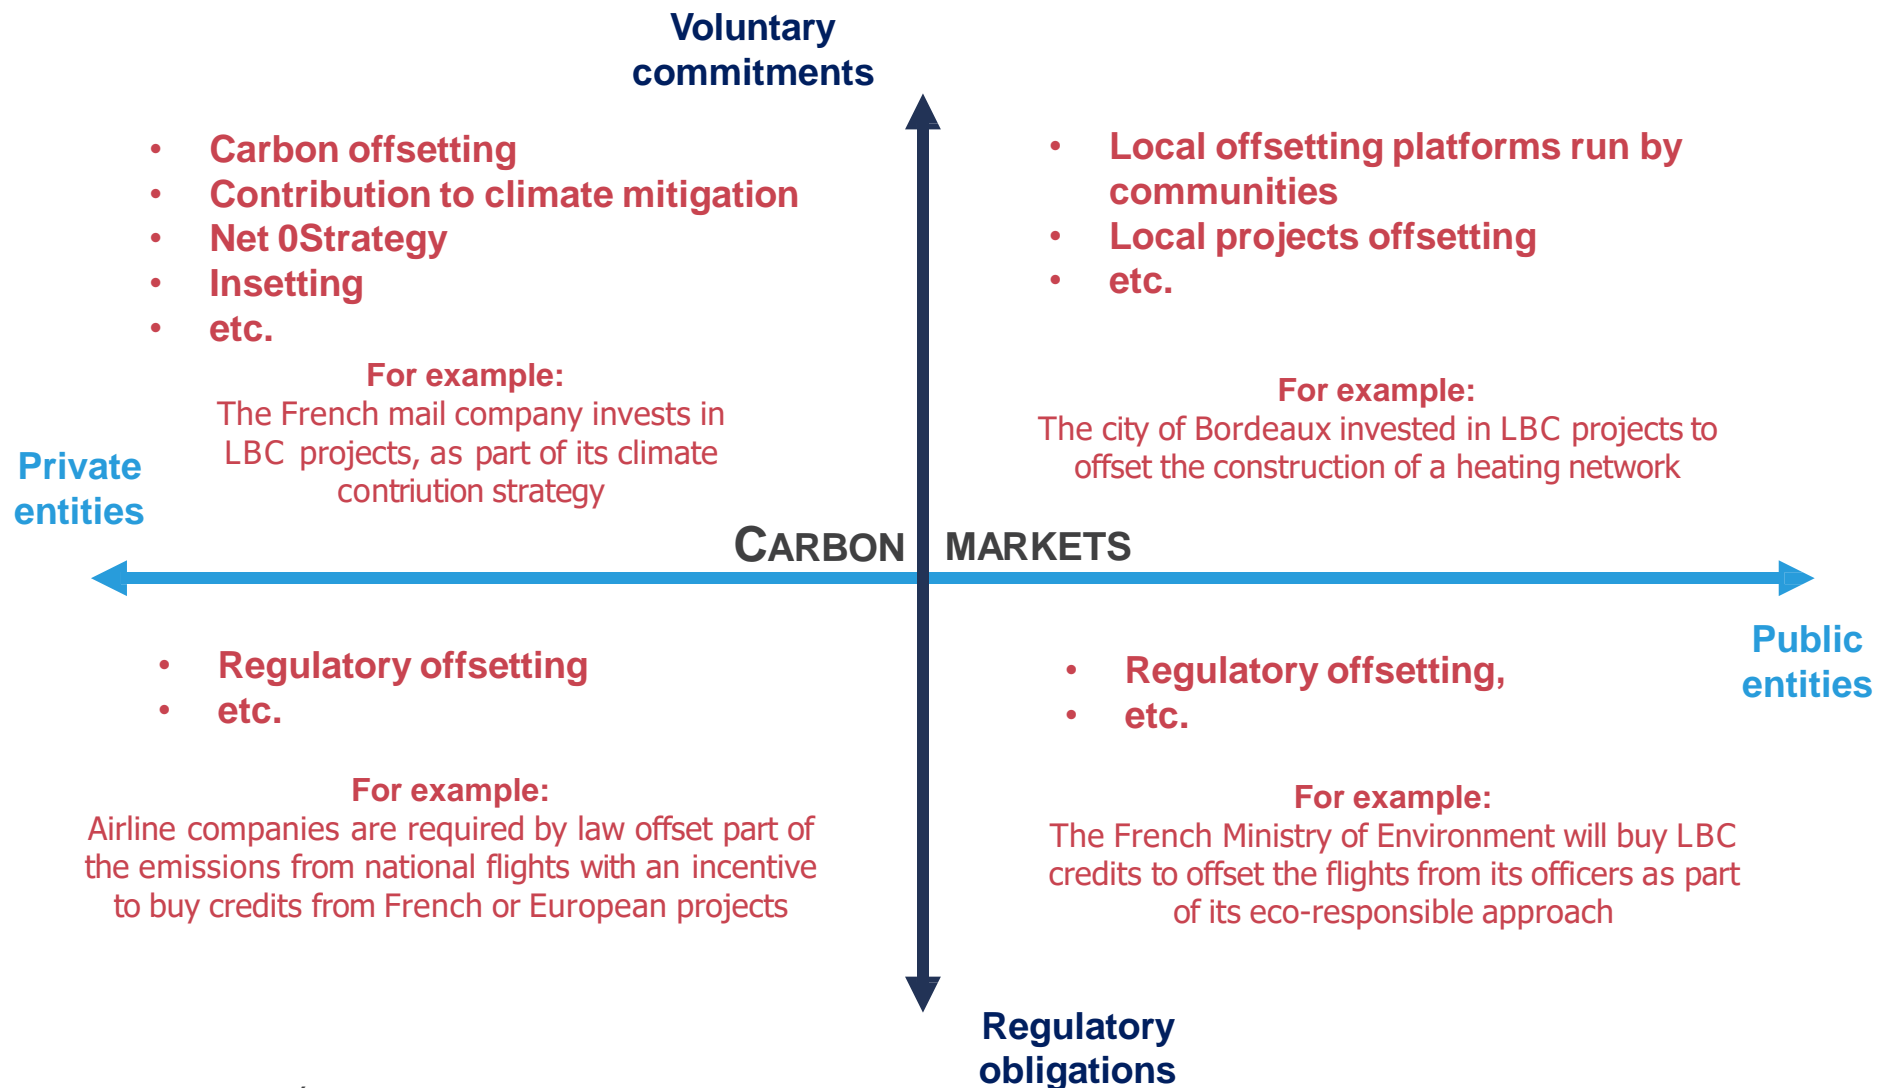 Voluntary
commitments
• Carbon offsetting
• Contribution to climate mitigation
• Net 0Strategy
• Insetting
• etc.
For example:
The French mail company invests in
LBC projects, as part of its climate
contriution strategy
• Local offsetting platforms run by
communities
• Local projects offsetting
• etc.
For example:
The city of Bordeaux invested in LBC projects to
offset the construction of a heating network
Private
entities
CARBON MARKETS
Public
entities
• Regulatory offsetting
• etc.
For example:
Airline companies are required by law offset part of
the emissions from national flights with an incentive
to buy credits from French or European projects
• Regulatory offsetting,
• etc.
For example:
The French Ministry of Environment will buy LBC
credits to offset the flights from its officers as part
of its eco-responsible approach
Regulatory
obligations